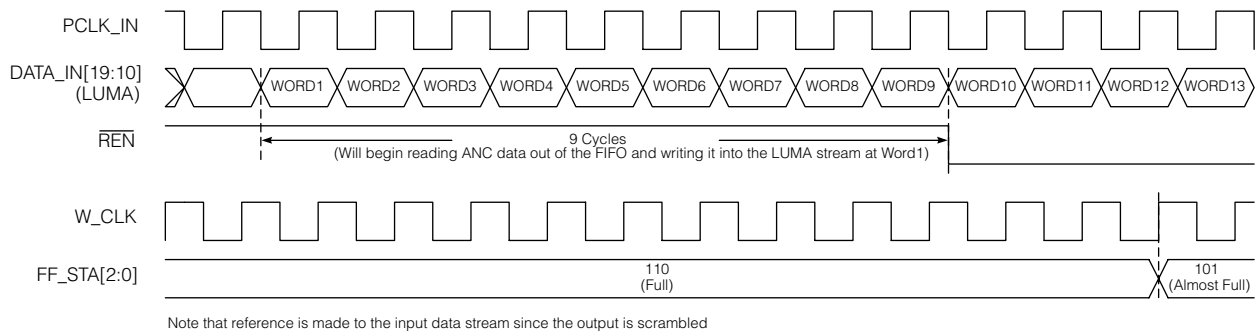 PCLK_IN
DATA_IN[19:10]
(LUMA)
WORD1 WORD2 WORD3 WORD4 WORD5 WORD6 WORD7 WORD8 WORD9 WORD10 WORD11 WORD12 WORD13
REN
9 Cycles
(Will begin reading ANC data out of the FIFO and writing it into the LUMA stream at Word1)
W_CLK
FF_STA[2:0]
110
(Full)
101
(Almost Full)
Note that reference is made to the input data stream since the output is scrambled